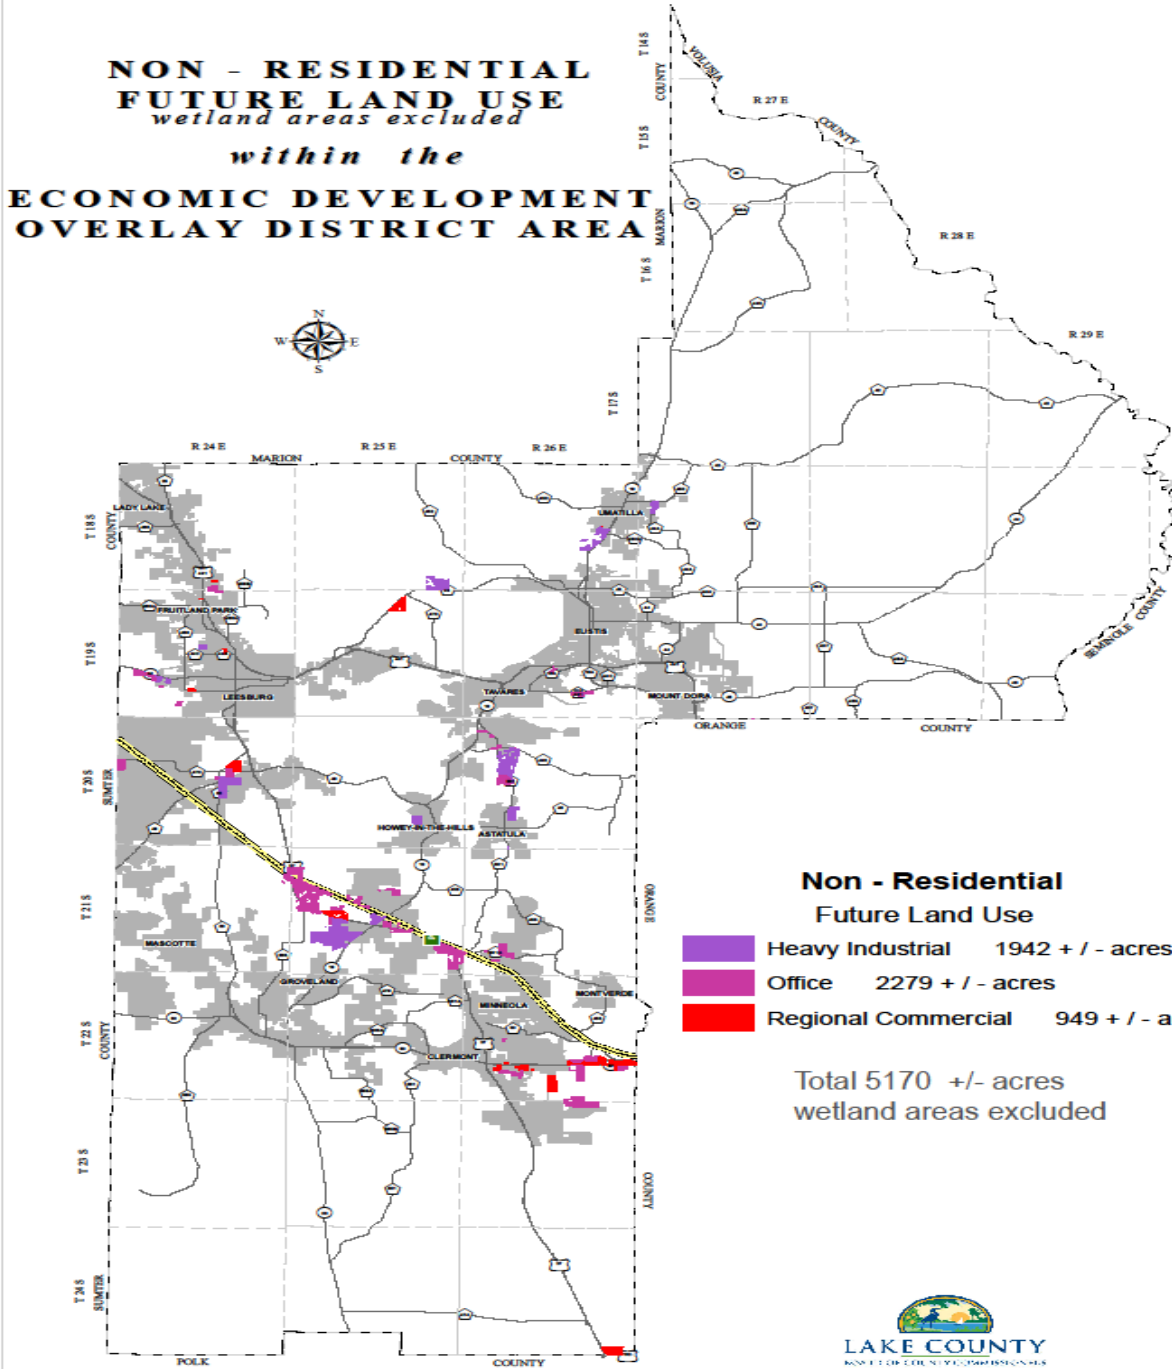 NON - RESIDENTIAL
FUTURE LAND USE
wetland areas excluded
within the
ECONOMIC DEVELOPMENT
OVERLAY DISTRICT AREA
N
W E
S
T 14 S
COUNTY
VOLUSIA
R 27 E
COUNTY
T 15 S
MARION
R 28 E
T 16 S
R 29 E
T 17 S
R 24 E
R 25 E
R 26 E
MARION
COUNTY
LADY LAKE
UMATILLA
T 18 S
COUNTY
FRUITLAND PARK
EUSTIS
SEMINOLE COUNTY
T 19 S
LEESBURG
TAVARES
MOUNT DORA
ORANGE
COUNTY
T 20 S
SUMTER
HOWEY-IN-THE-HILLS
ASTATULA
T 21 S
ORANGE
MASCOTTE
GROVELAND
MINNEOLA
MONTVERDE
T 22 S
COUNTY
CLERMONT
T 23 S
COUNTY
T 24 S
SUMTER
POLK
COUNTY
Non - Residential
Future Land Use
Heavy Industrial 1942 + / - acres
Office 2279 + / - acres
Regional Commercial 949 + / - a
Total 5170 +/- acres
wetland areas excluded
LAKE COUNTY
BOARD OF COUNTY COMMISSIONERS